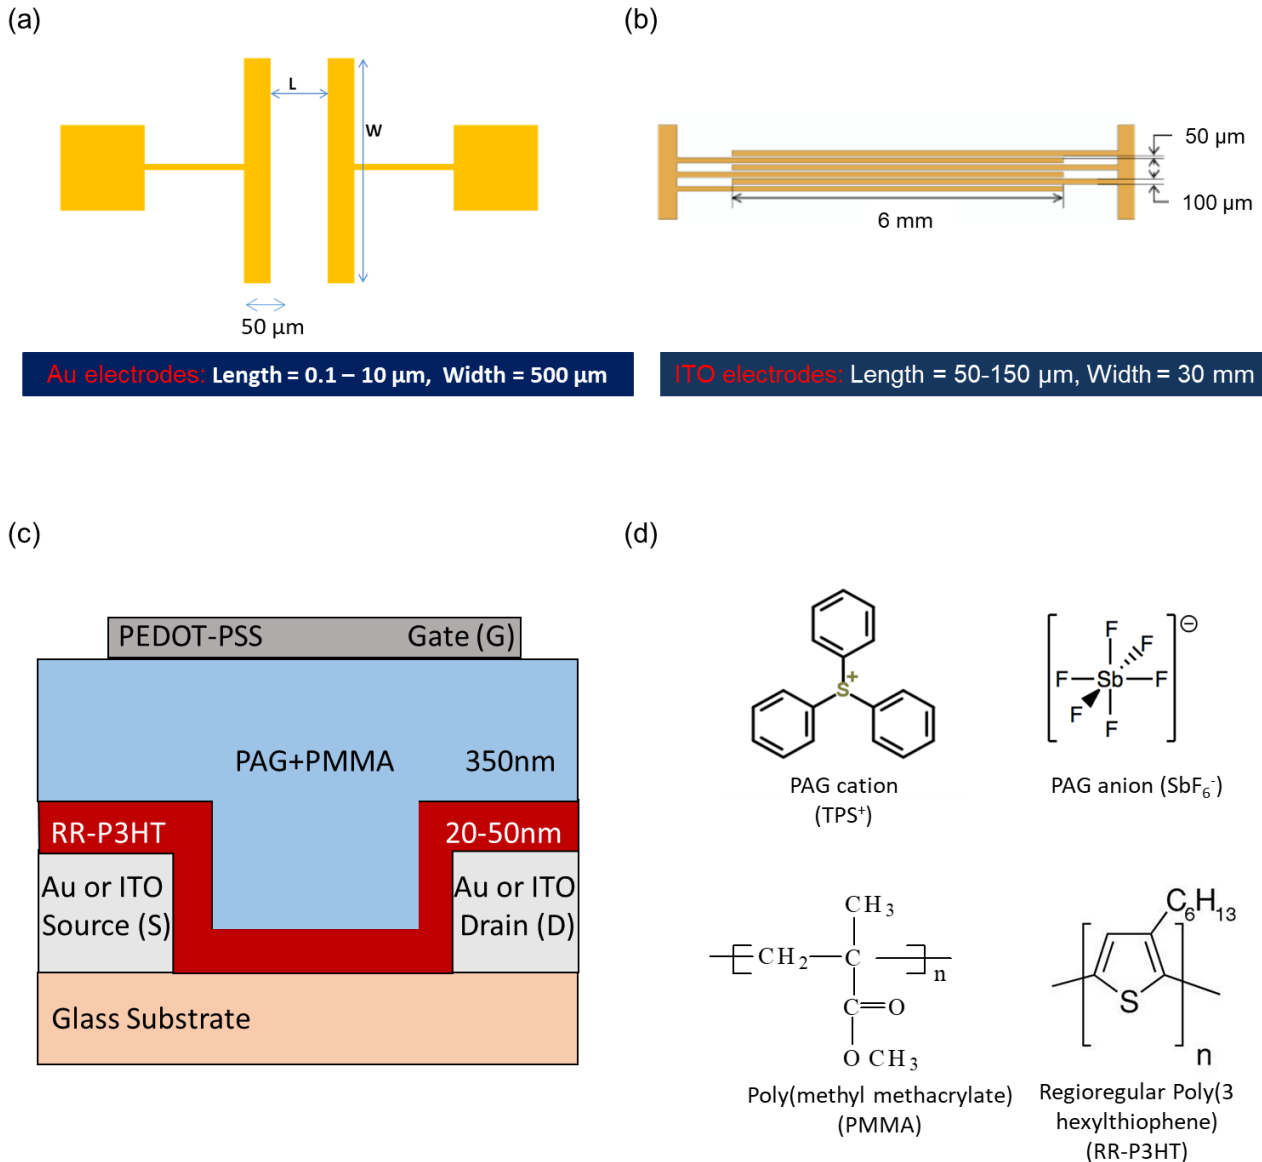 (a)
L
W
50 µm
Au electrodes: Length = 0.1 – 10 µm, Width = 500 µm
(b)
50 µm
100 µm
6 mm
ITO electrodes: Length = 50-150 µm, Width = 30 mm
(c)
PEDOT-PSS Gate (G)
PAG+PMMA 350nm
RR-P3HT 20-50nm
Au or ITO
Source (S)
Au or ITO
Drain (D)
Glass Substrate
(d)
S+
PAG cation
(TPS+)
F
F
F Sb F
F
F
⊖
PAG anion (SbF6-)
CH3
CH2 C
n
C=O
O CH3
Poly(methyl methacrylate)
(PMMA)
C6H13
S
n
Regioregular Poly(3
hexylthiophene)
(RR-P3HT)